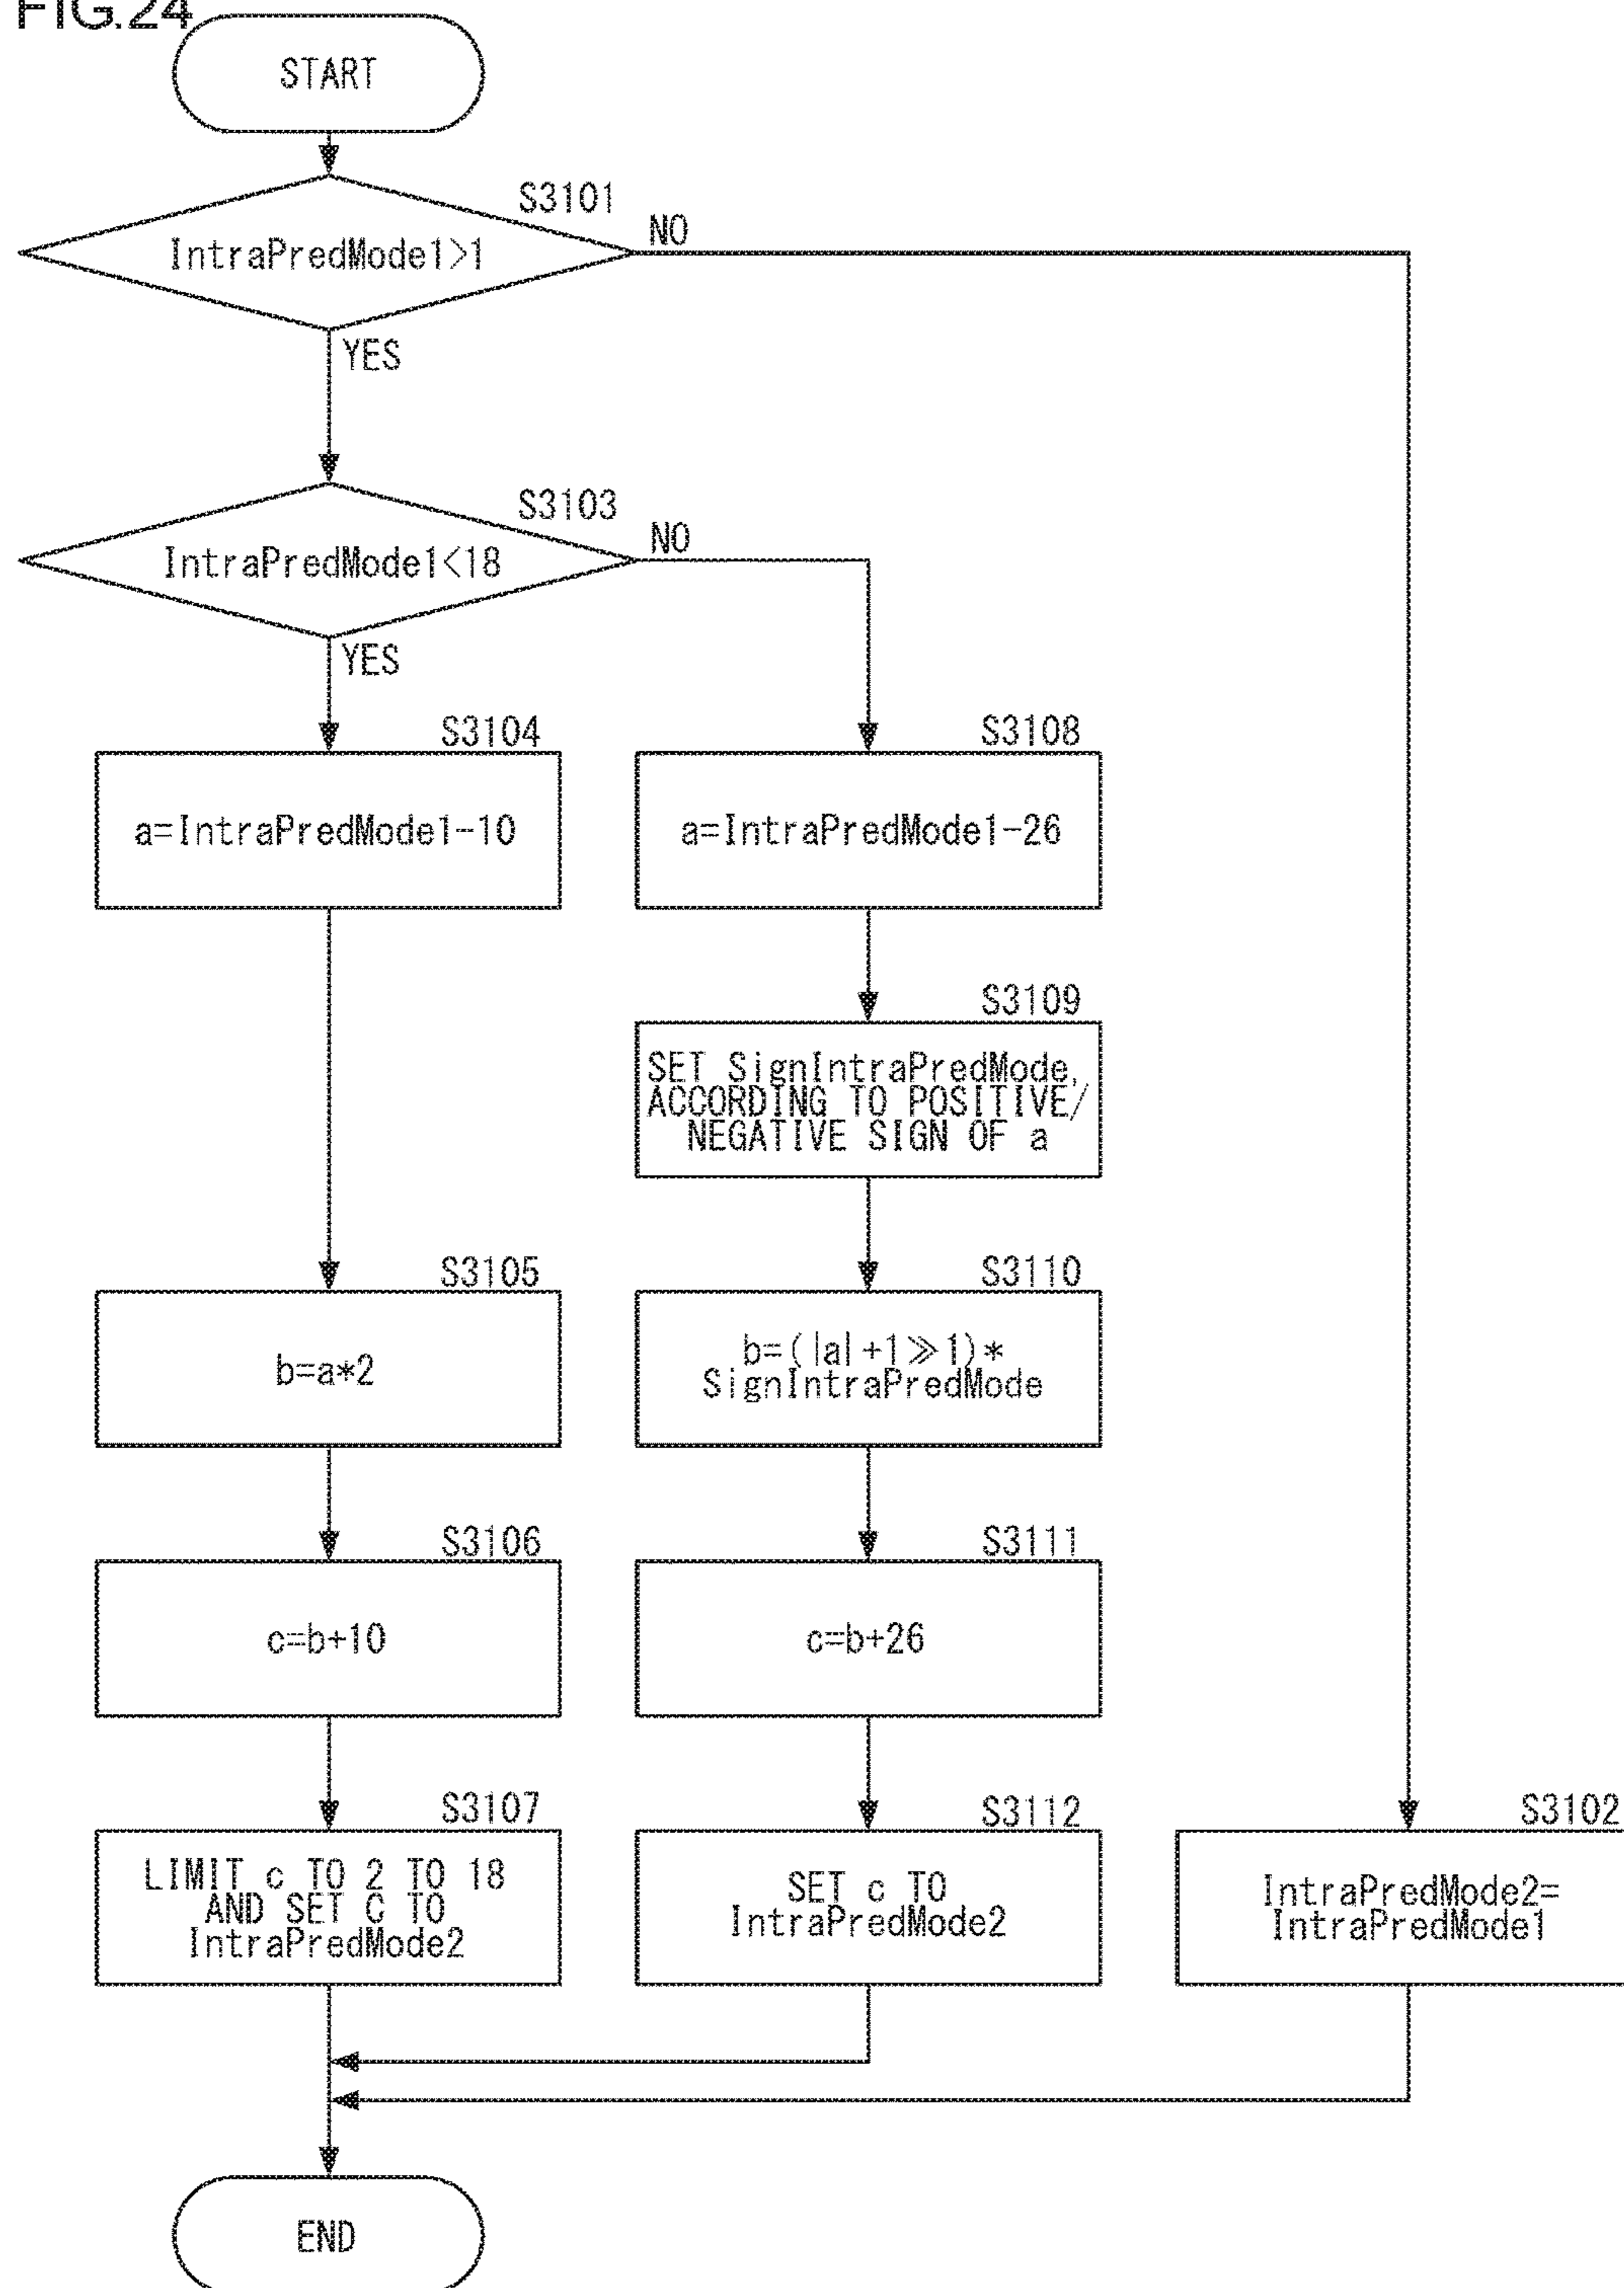 FIG.24
START
S3101
IntraPredMode1>1
NO
YES
S3103
IntraPredMode1<18
NO
YES
S3104
a=IntraPredMode1-10
S3108
a=IntraPredMode1-26
S3109
SET SignIntraPredMode,
ACCORDING TO POSITIVE/
NEGATIVE SIGN OF a
S3105
b=a*2
S3110
b=(|a|+1≫1)*
SignIntraPredMode
S3106
c=b+10
S3111
c=b+26
S3107
LIMIT c TO 2 TO 18
AND SET C TO
IntraPredMode2
S3112
SET c TO
IntraPredMode2
S3102
IntraPredMode2=
IntraPredMode1
END